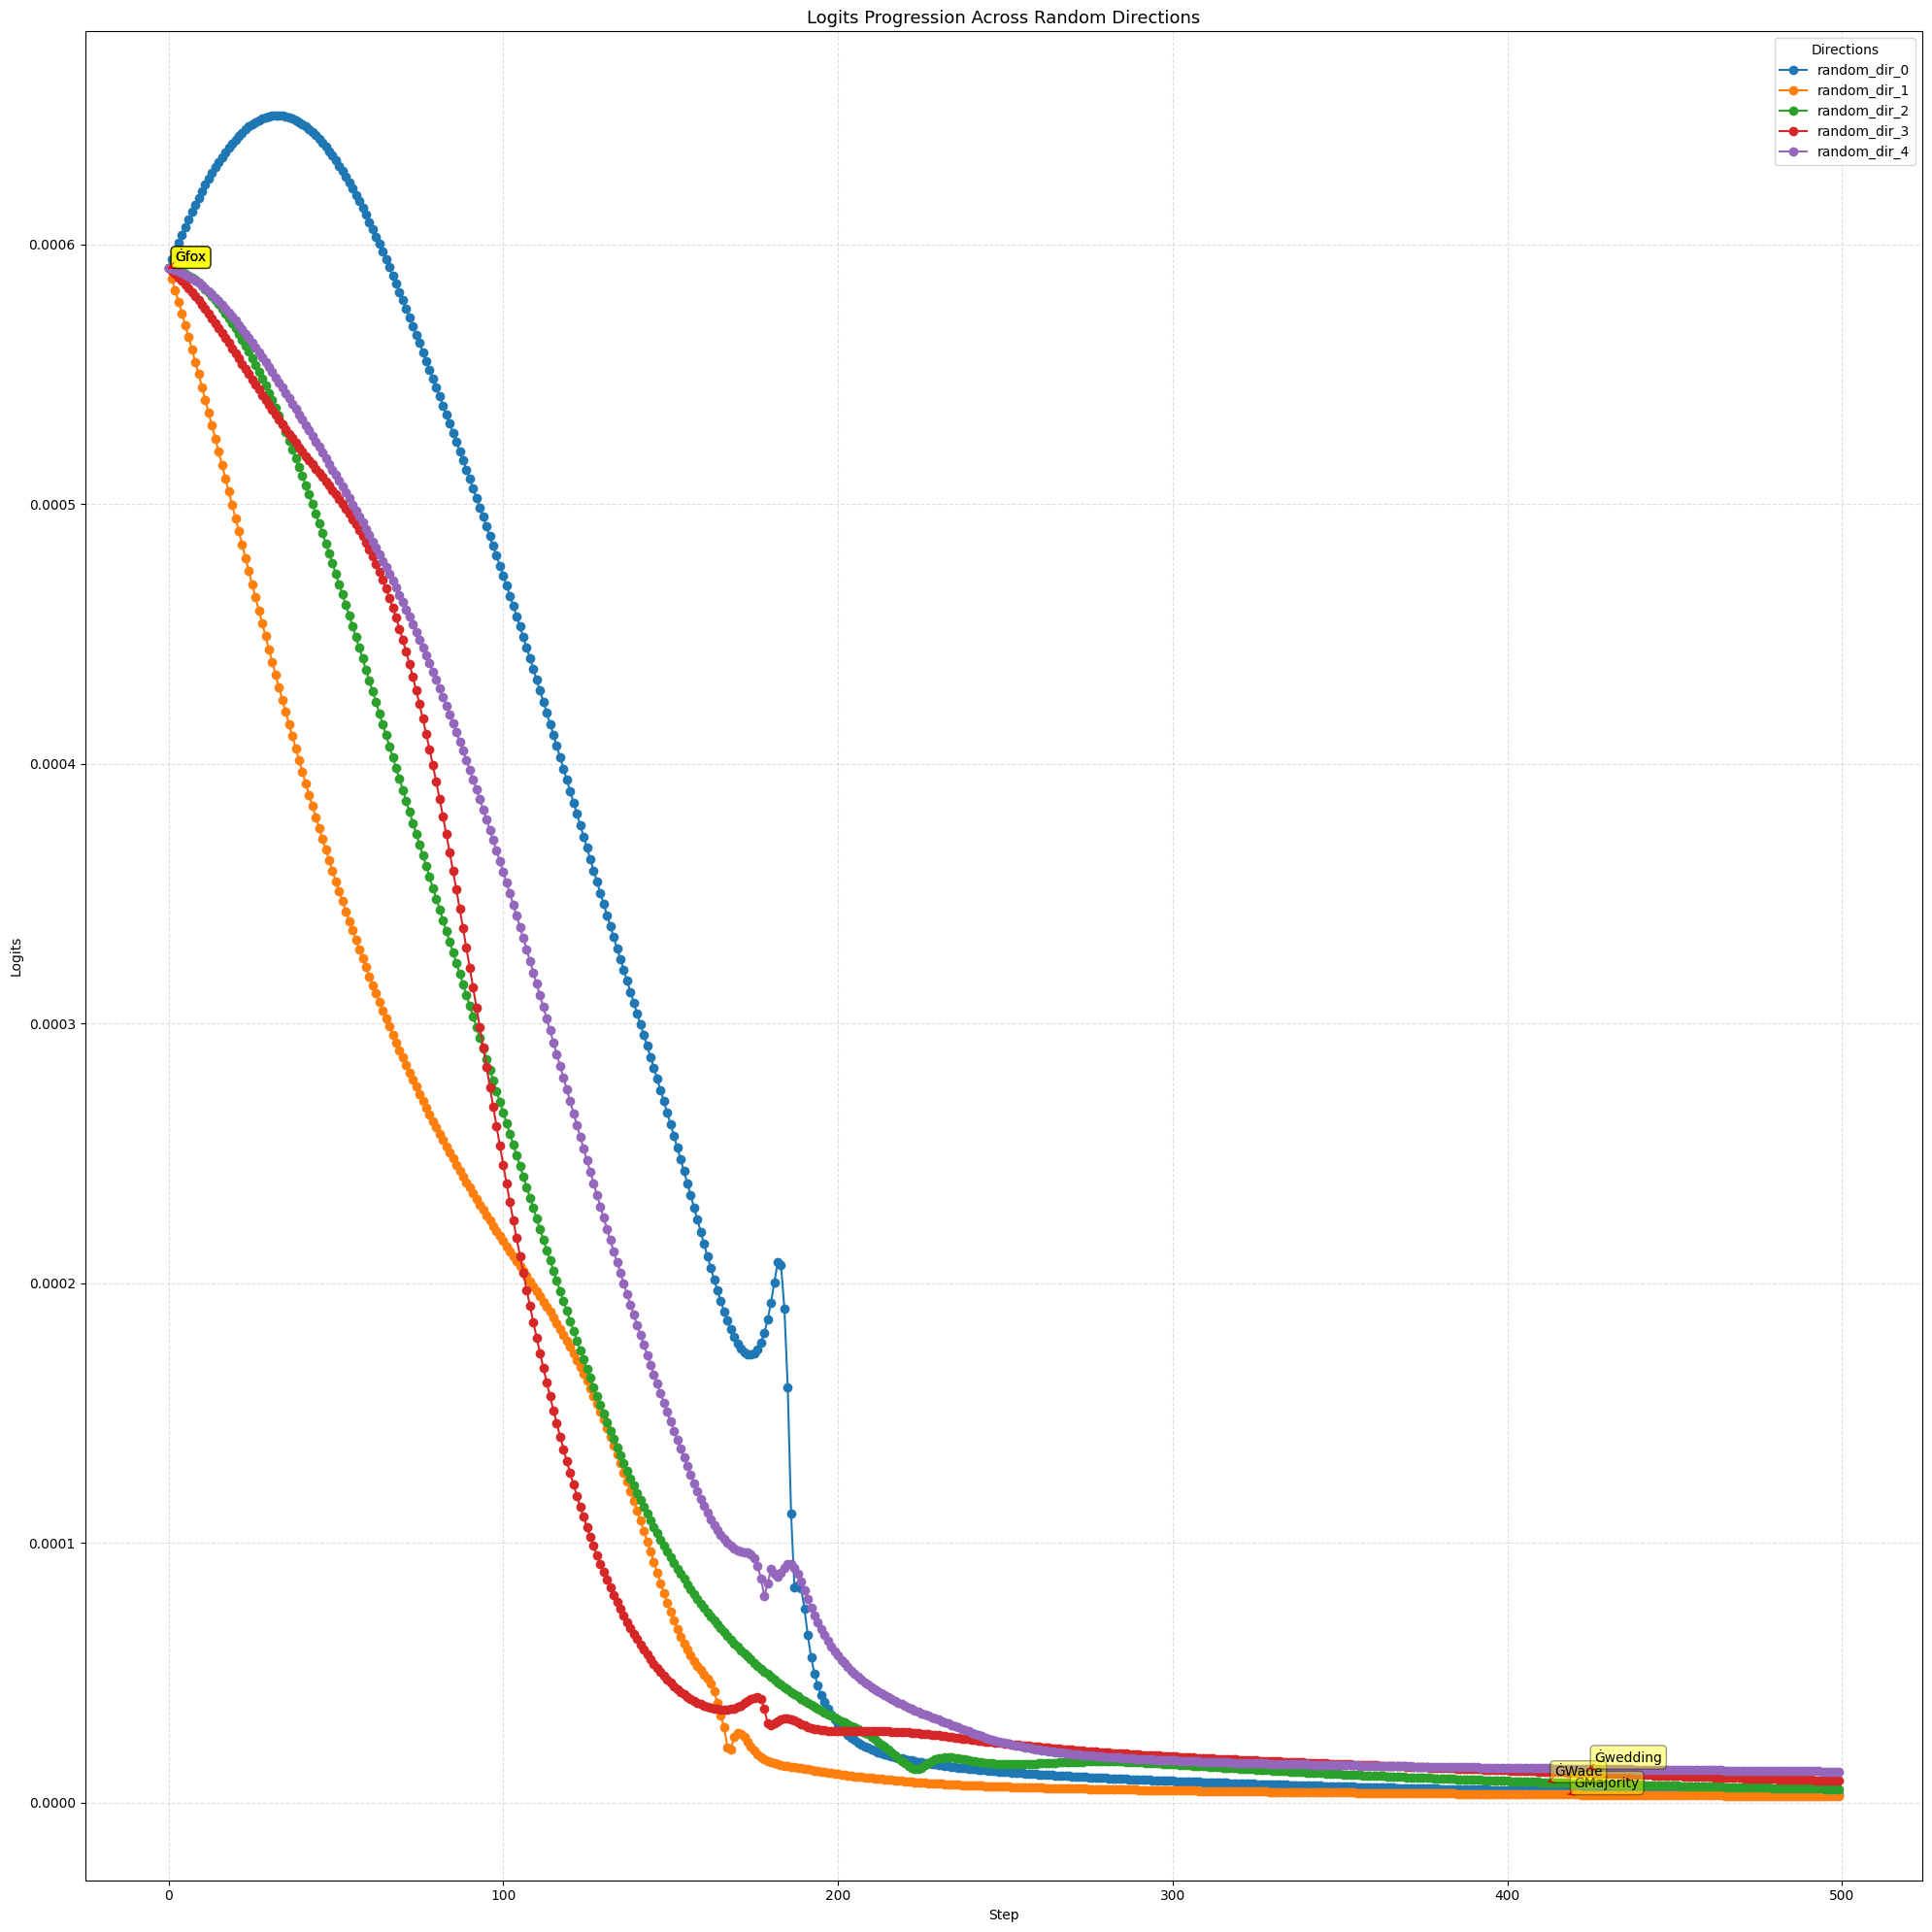 Logits Progression Across Random Directions
Directions
random_dir_0
random_dir_1
random_dir_2
random_dir_3
random_dir_4
0.0006
0.0005
0.0004
0.0003
0.0002
0.0001
0.0000
Logits
Ġfox
Ġwedding
ĠWade
ĠMajority
0
100
200
300
400
500
Step